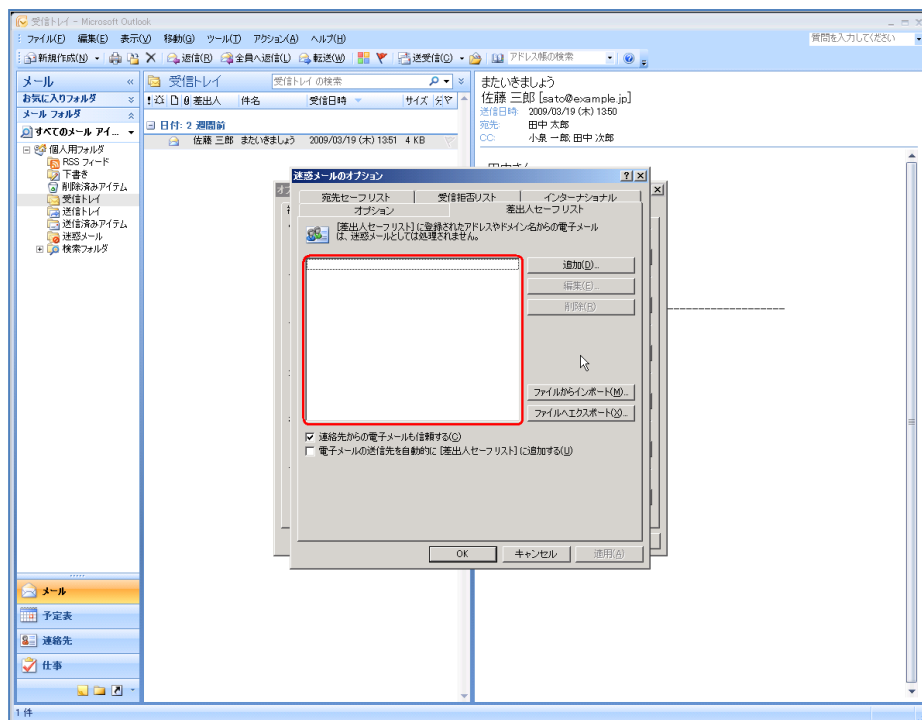 受信トレイ - Microsoft Outlook
ファイル(F) 編集(E) 表示(V) 移動(G) ツール(T) アクション(A) ヘルプ(H) 質問を入力してください
新規作成(N) 返信(R) 全員へ返信(L) 転送(W) 送受信(C) アドレス帳の検索
メール
お気に入りフォルダ
メール フォルダ
すべてのメール アイ...
個人用フォルダ
RSS フィード
下書き
削除済みアイテム
受信トレイ
送信トレイ
送信済みアイテム
迷惑メール
検索フォルダ
メール
予定表
連絡先
仕事
受信トレイ 受信トレイ の検索
差出人 件名 受信日時 サイズ
日付: 2 週間前
佐藤 三郎 またいきましょう 2009/03/19 (木) 13:51 4 KB
またいきましょう
佐藤 三郎 [sato@example.jp]
送信日時: 2009/03/19 (木) 13:50
宛先: 田中 太郎
CC: 小泉 一郎; 田中 次郎
迷惑メールのオプション
宛先セーフ リスト 受信拒否リスト インターナショナル
オプション 差出人セーフ リスト
[差出人セーフ リスト] に登録されたアドレスやドメイン名からの電子メール
は、迷惑メールとしては処理されません。
追加(D)...
編集(E)...
削除(R)
ファイルからインポート(M)...
ファイルへエクスポート(X)...
連絡先からの電子メールも信頼する(C)
電子メールの送信先を自動的に [差出人セーフ リスト] に追加する(U)
OK キャンセル 適用(A)
1 件